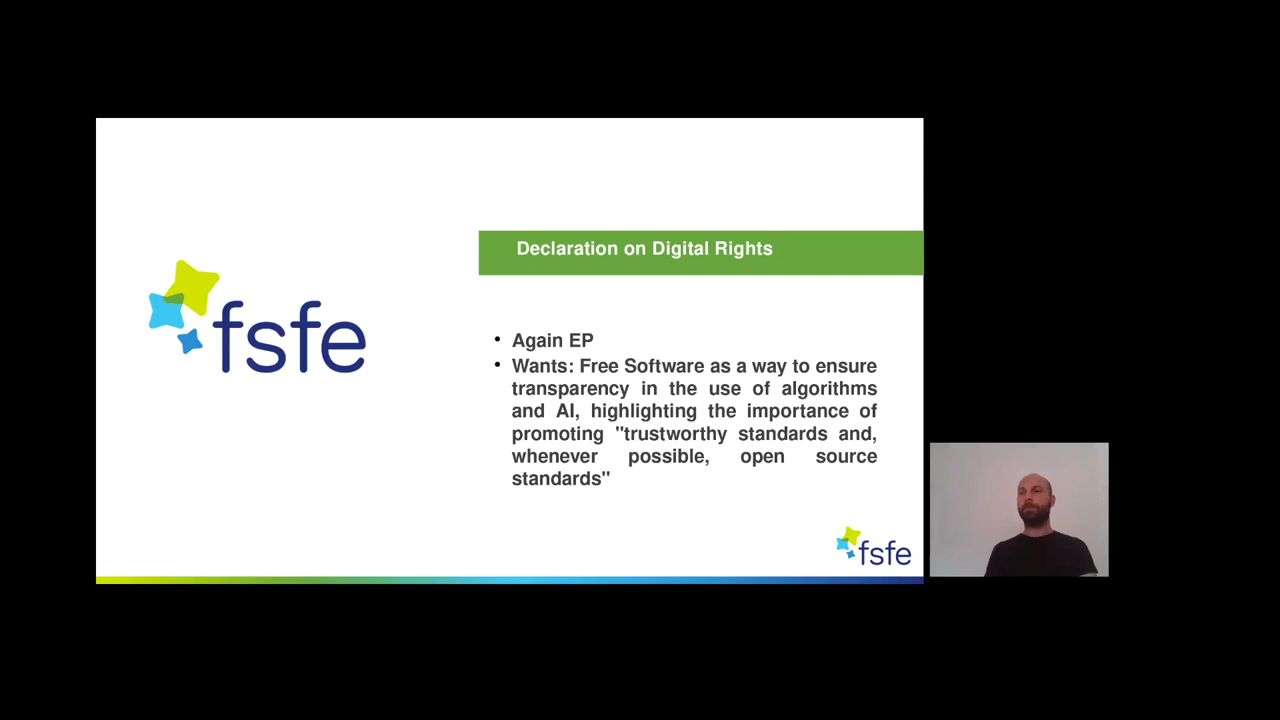 Declaration on Digital Rights
fsfe
• Again EP
• Wants: Free Software as a way to ensure
transparency in the use of algorithms
and AI, highlighting the importance of
promoting "trustworthy standards and,
whenever possible, open source
standards"
fsfe